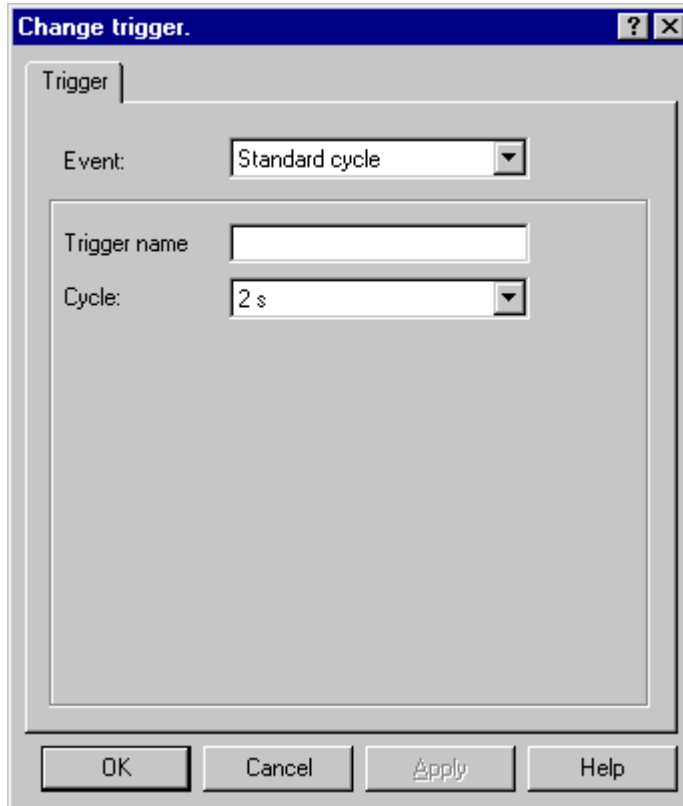 Change trigger.
Trigger
Event: Standard cycle
Trigger name
Cycle: 2 s
OK Cancel Apply Help